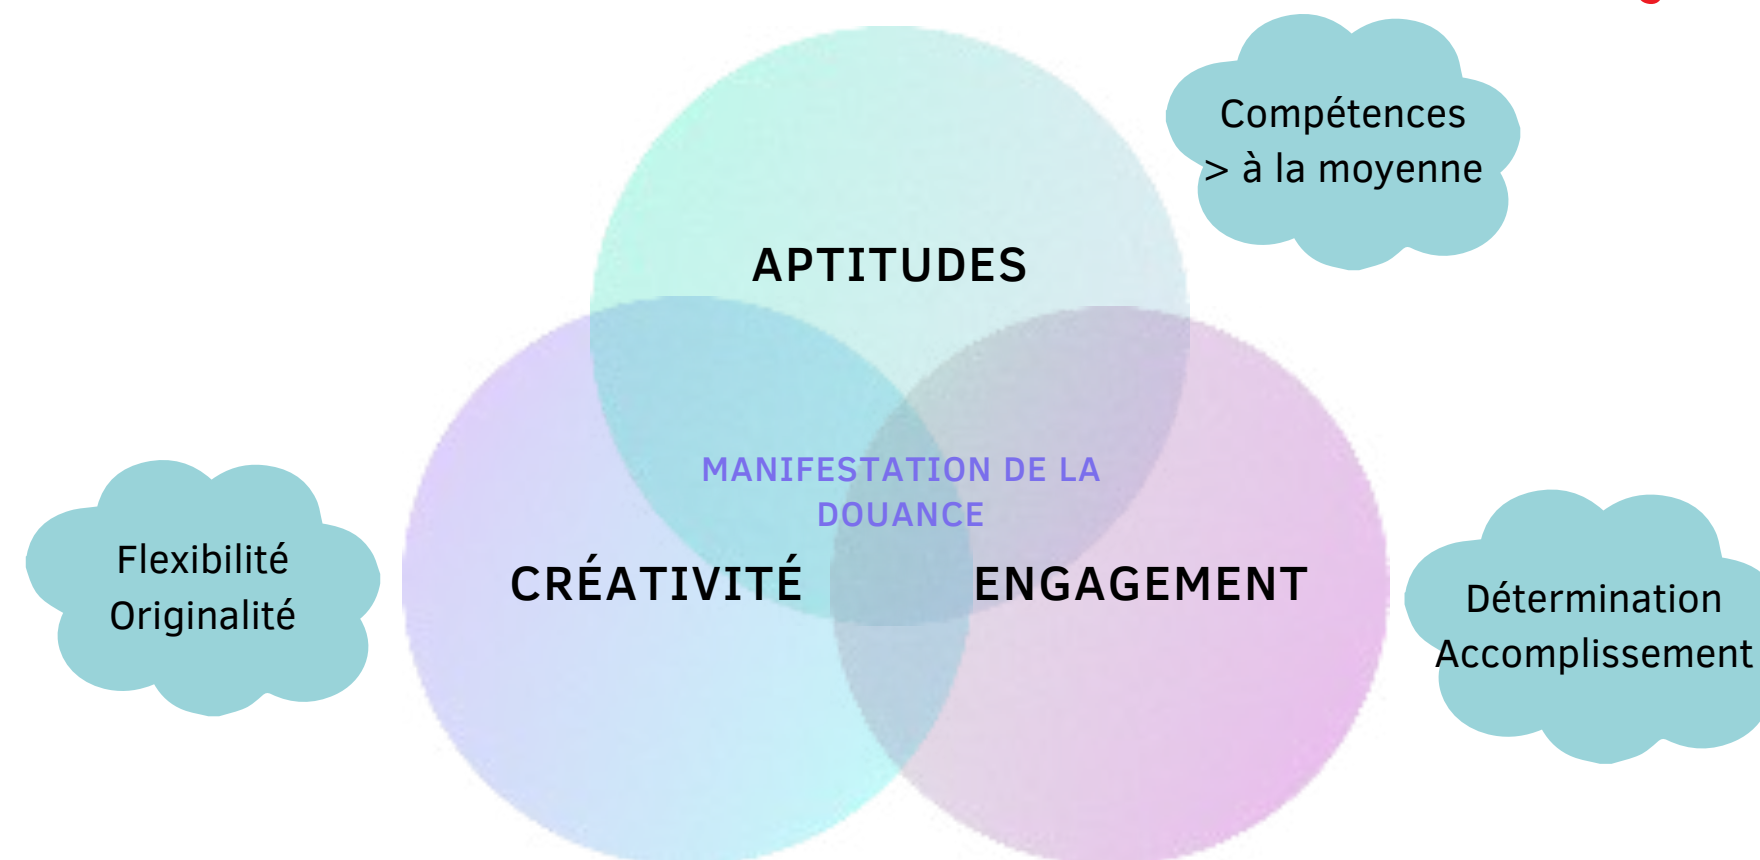 Compétences
> à la moyenne
APTITUDES
MANIFESTATION DE LA
DOUANCE
Flexibilité
Originalité
CRÉATIVITÉ
ENGAGEMENT
Détermination
Accomplissement